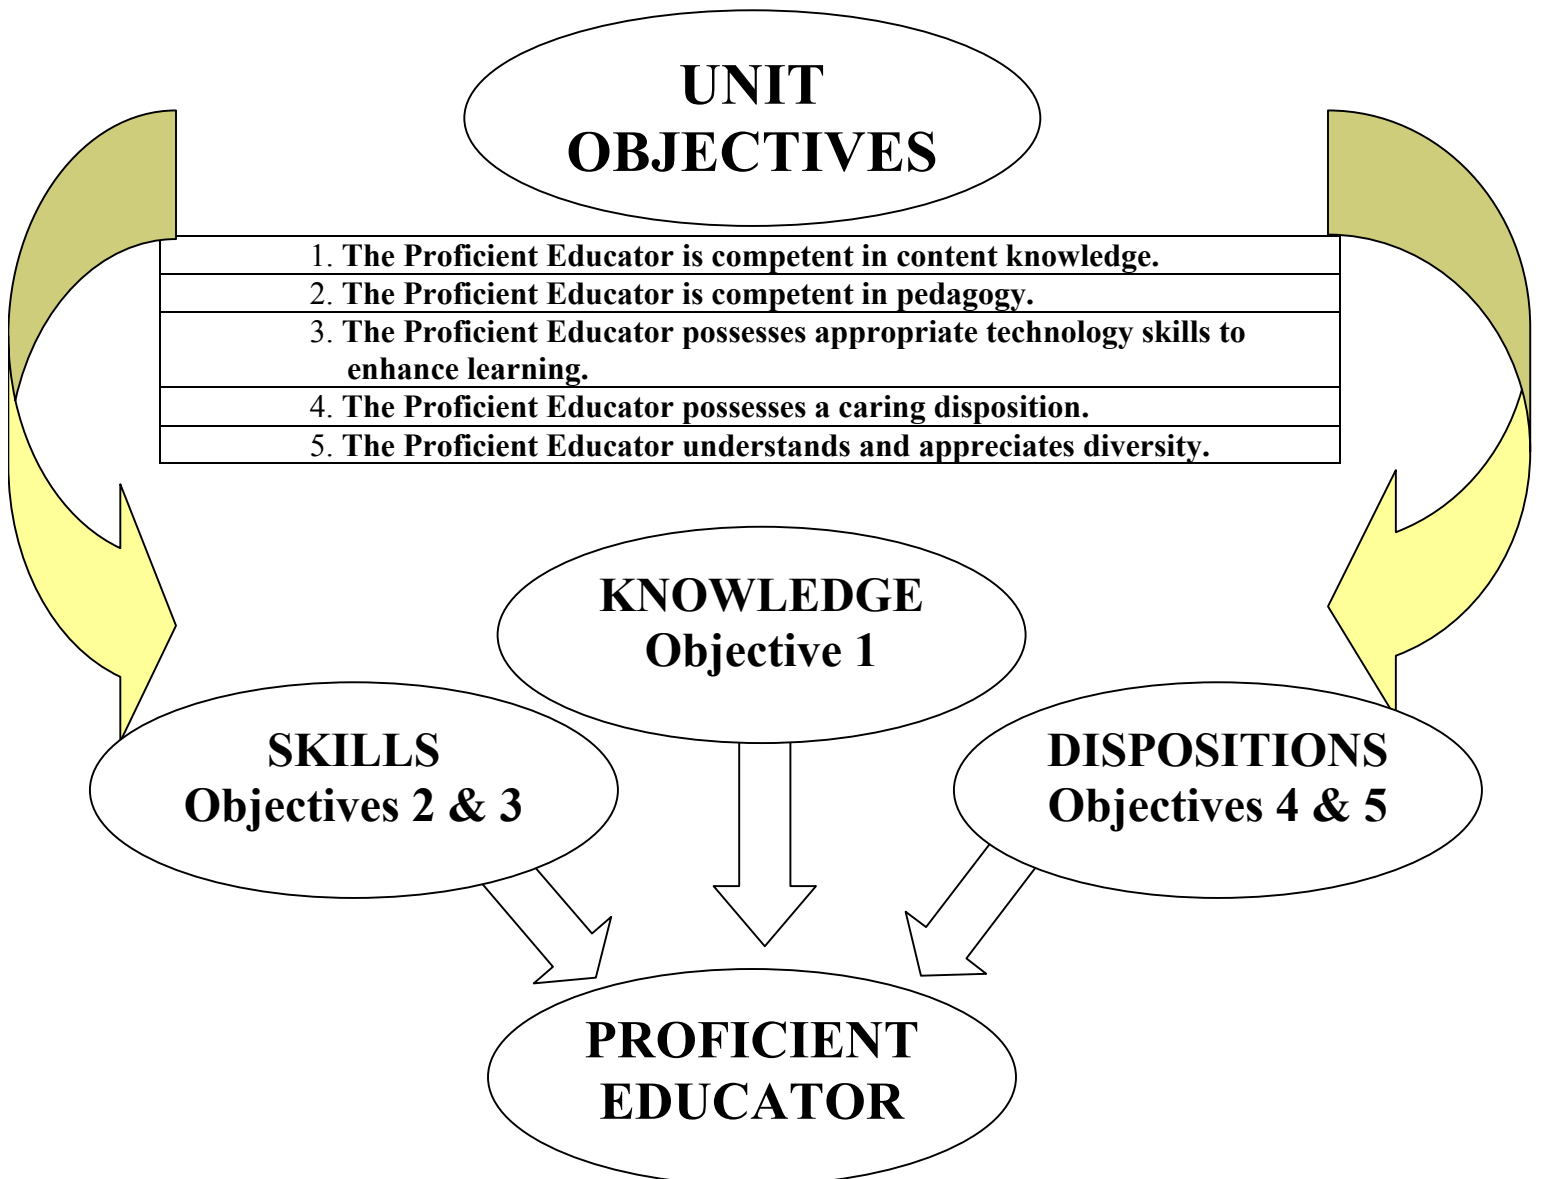 UNIT
OBJECTIVES
1. The Proficient Educator is competent in content knowledge.
2. The Proficient Educator is competent in pedagogy.
3. The Proficient Educator possesses appropriate technology skills to
enhance learning.
4. The Proficient Educator possesses a caring disposition.
5. The Proficient Educator understands and appreciates diversity.
KNOWLEDGE
Objective 1
SKILLS
Objectives 2 & 3
DISPOSITIONS
Objectives 4 & 5
PROFICIENT
EDUCATOR